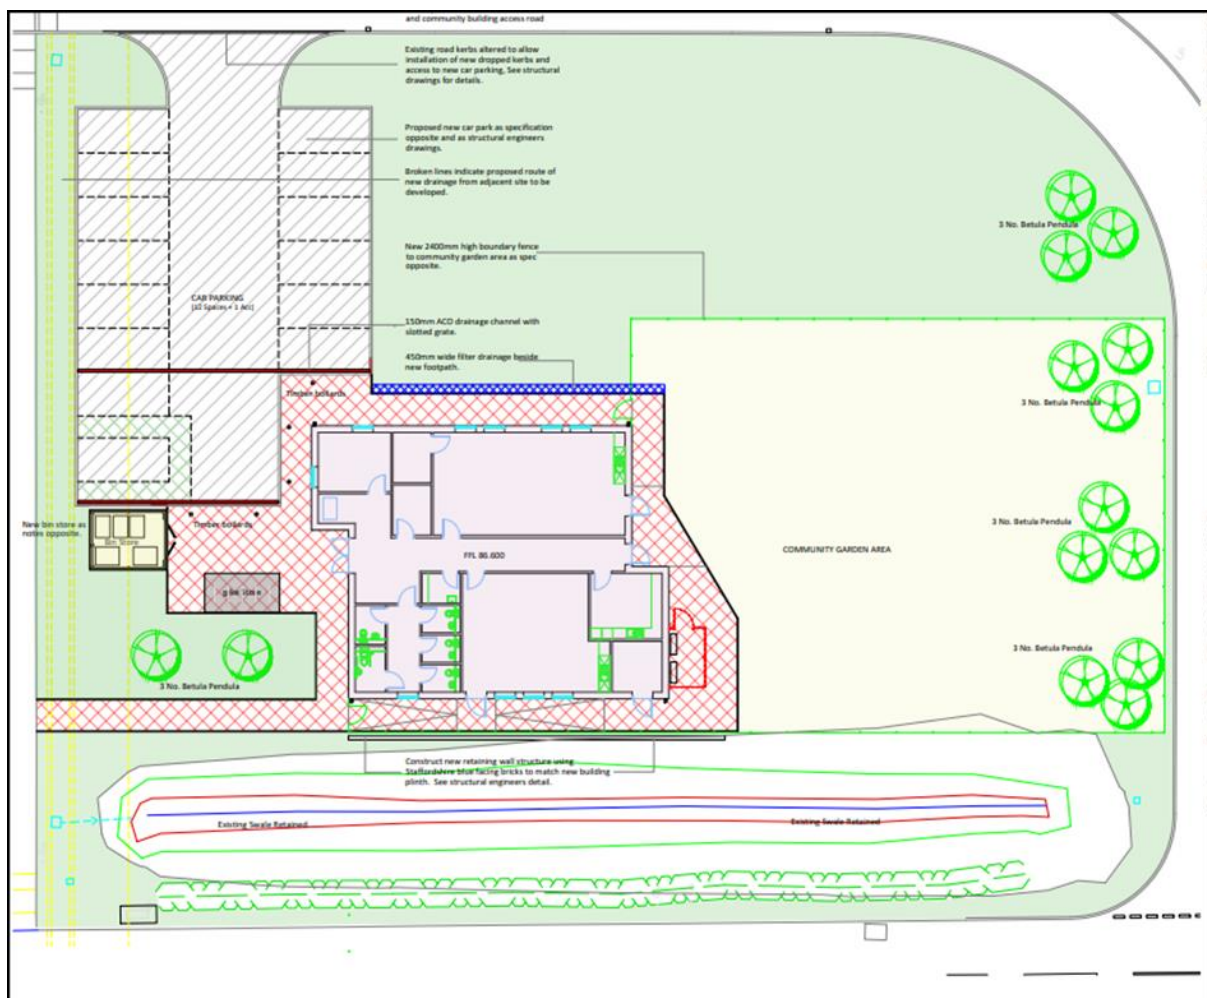 and community building access road
Existing road kerbs altered to allow
installation of new dropped kerbs and
access to new car parking, See structural
drawings for details.
Proposed new car park as specification
opposite and as structural engineers
drawings.
Broken lines indicate proposed route of
new drainage from adjacent site to be
developed.
3 No. Betula Pendula
New 2400mm high boundary fence
to community garden area as spec
opposite.
CAR PARKING
(12 Spaces + 1 Acc)
150mm ACO drainage channel with
slotted grate.
450mm wide filter drainage beside
new footpath.
Timber bollards
3 No. Betula Pendula
New bin store as
notes opposite.
Timber bollards
Bin Store
3 No. Betula Pendula
FFL 86.600
COMMUNITY GARDEN AREA
3 No. Betula Pendula
3 No. Betula Pendula
Construct new retaining wall structure using
Staffordshire blue facing bricks to match new building
plinth. See structural engineers detail.
Existing Swale Retained
Existing Swale Retained